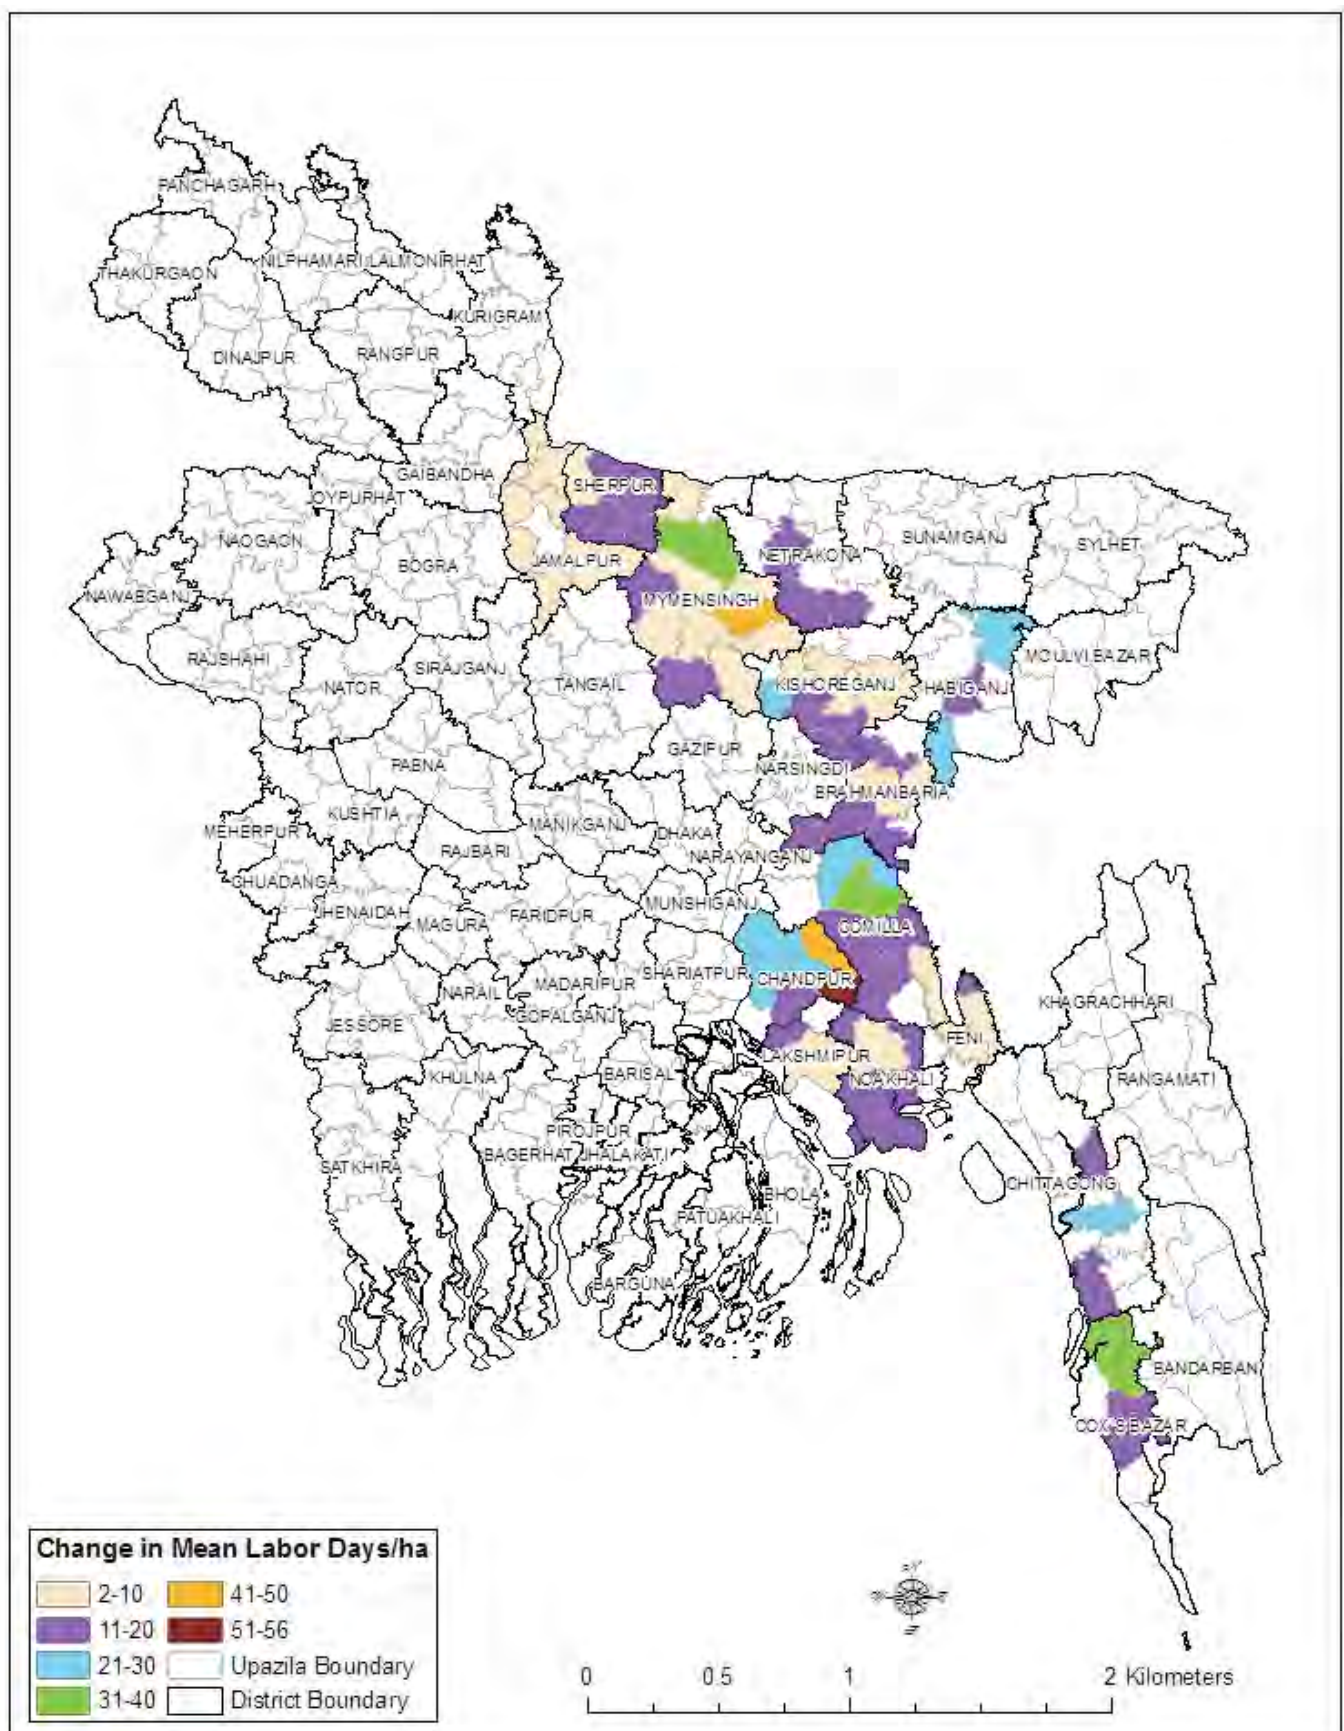 PANCHAGARH
THAKURGAON
NILPHAMARI
LALMONIRHAT
KURIGRAM
DINAJPUR
RANGPUR
GAIBANDHA
SHERPUR
JOYPURHAT
NAOGAON
BOGRA
JAMALPUR
NETRAKONA
SUNAMGANJ
SYLHET
NAWABGANJ
MYMENSINGH
RAJSHAHI
NATOR
SIRAJGANJ
TANGAIL
KISHOREGANJ
HABIGANJ
MOULVI BAZAR
PABNA
GAZIPUR
NARSINGDI
BRAHMANBARIA
KUSHTIA
MEHERPUR
MANIKGANJ
DHAKA
RAJBARI
NARAYANGANJ
CHUADANGA
JHENAIDAH
MAGURA
FARIDPUR
MUNSHIGANJ
COMILLA
SHARIATPUR
CHANDPUR
NARAIL
MADARIPUR
GOPALGANJ
JESSORE
KHAGRACHHARI
FENI
LAKSHMIPUR
NOAKHALI
KHULNA
BARISAL
RANGAMATI
PIROJPUR
SATKHIRA
BAGERHAT
JHALAKATI
BHOLA
PATUAKHALI
CHITTAGONG
BARGUNA
BANDARBAN
COX'S BAZAR
Change in Mean Labor Days/ha
2-10 41-50
11-20 51-56
21-30 Upazila Boundary
31-40 District Boundary
0 0.5 1 2 Kilometers